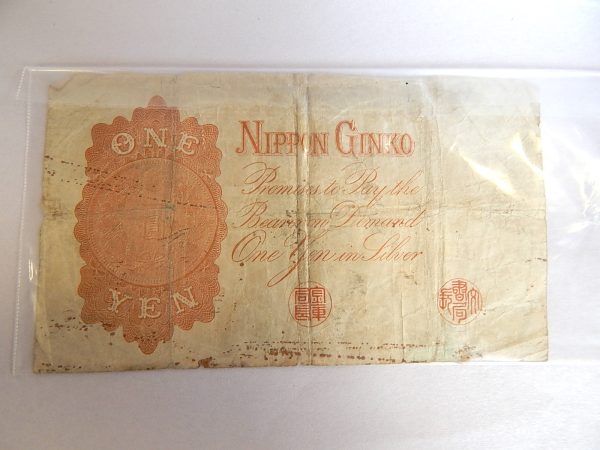 ONE
YEN
NIPPON GINKO
Promises to Pay the
Bearer on Demand
One Yen in Silver